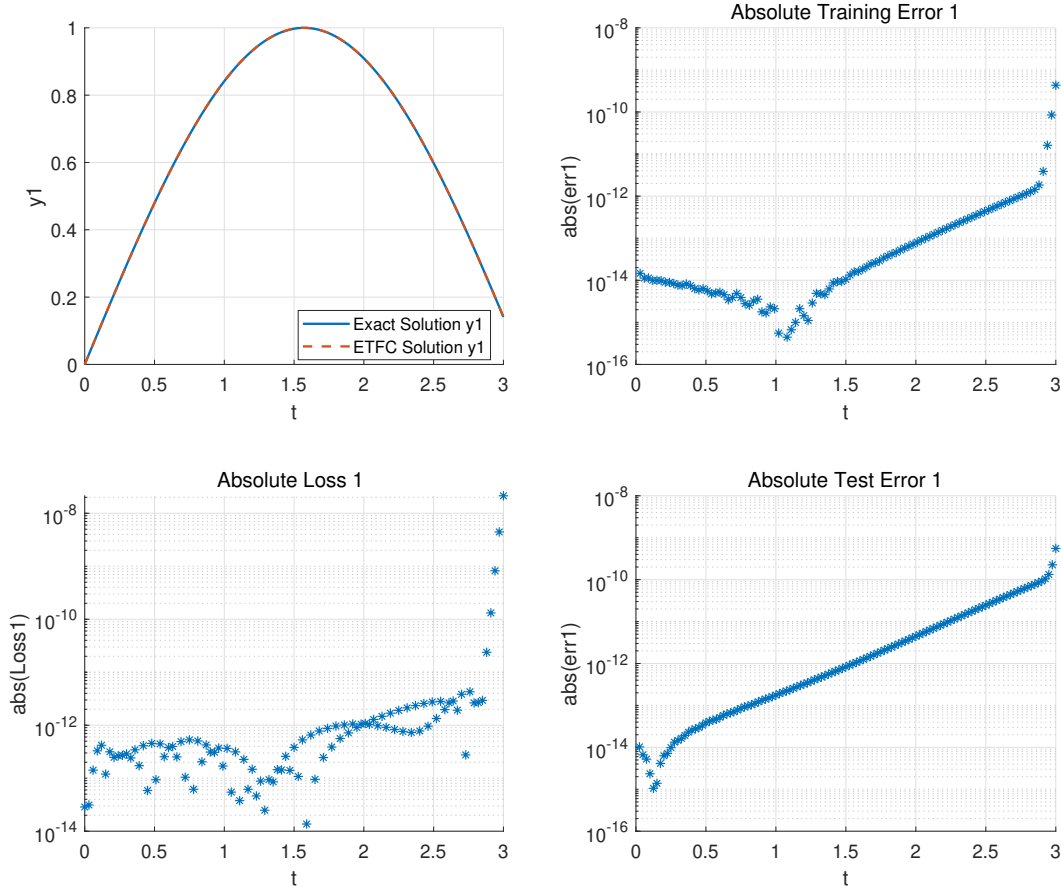 1
0.8
0.6
0.4
0.2
0
y1
0 0.5 1 1.5 2 2.5 3
t
Exact Solution y1
ETFC Solution y1
Absolute Training Error 1
10^-8
10^-10
10^-12
10^-14
10^-16
abs(err1)
0 0.5 1 1.5 2 2.5 3
t
Absolute Loss 1
10^-8
10^-10
10^-12
10^-14
abs(Loss1)
0 0.5 1 1.5 2 2.5 3
t
Absolute Test Error 1
10^-8
10^-10
10^-12
10^-14
10^-16
abs(err1)
0 0.5 1 1.5 2 2.5 3
t